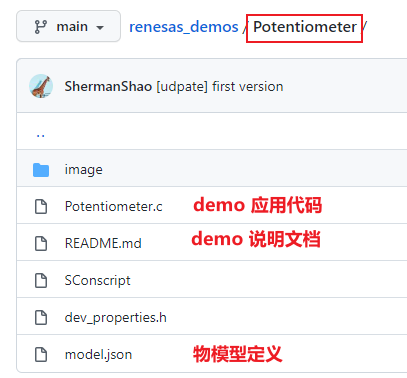 main renesas_demos / Potentiometer /
ShermanShao [udpate] first version
..
image
Potentiometer.c demo 应用代码
README.md demo 说明文档
SConscript
dev_properties.h
model.json 物模型定义